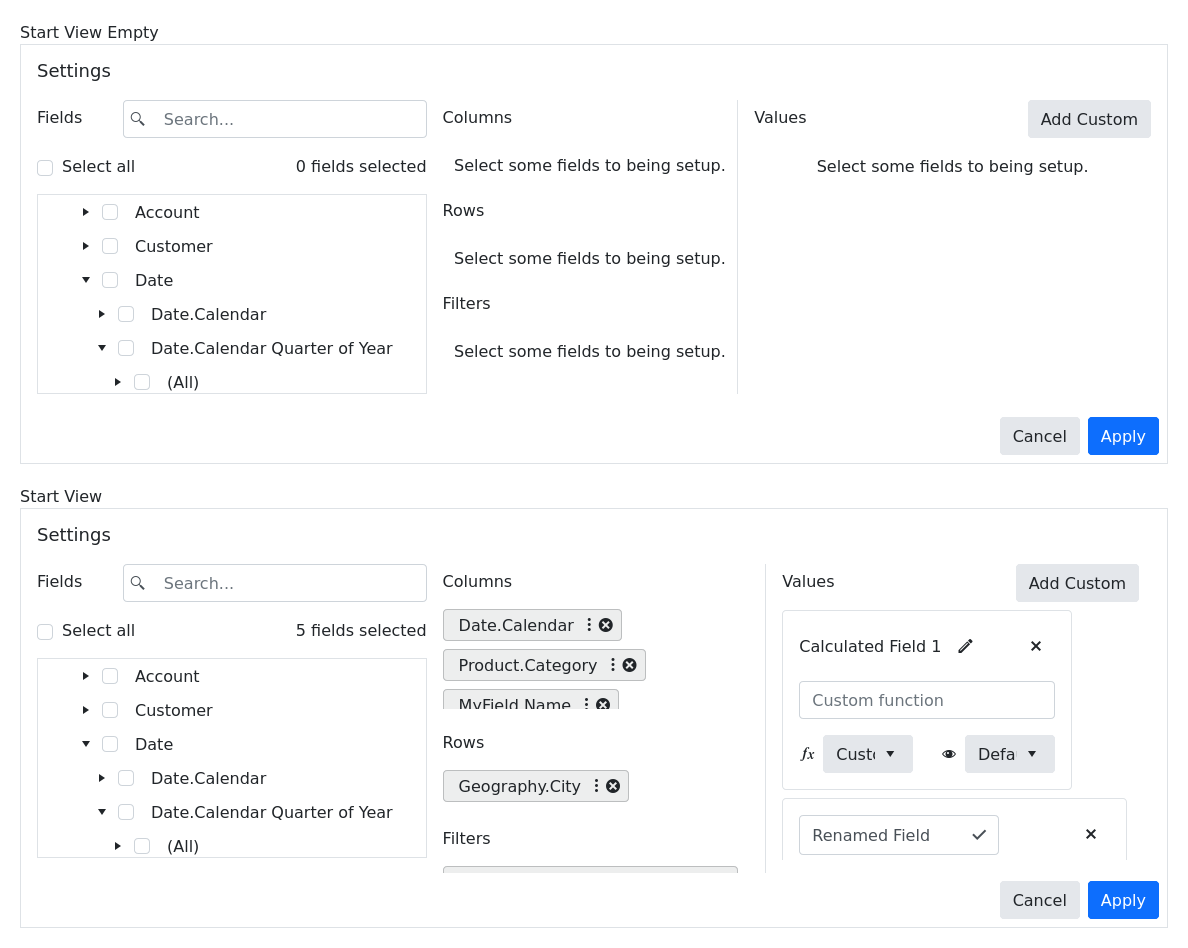 Start View Empty
Settings
Fields
Search...
Select all
0 fields selected
Account
Customer
Date
Date.Calendar
Date.Calendar Quarter of Year
(All)
Columns
Select some fields to being setup.
Rows
Select some fields to being setup.
Filters
Select some fields to being setup.
Values
Add Custom
Select some fields to being setup.
Cancel
Apply
Start View
Settings
Fields
Search...
Select all
5 fields selected
Account
Customer
Date
Date.Calendar
Date.Calendar Quarter of Year
(All)
Columns
Date.Calendar
Product.Category
MyField.Name
Rows
Geography.City
Filters
Values
Add Custom
Calculated Field 1
Custom function
fx
Custo
Defa
Renamed Field
Cancel
Apply